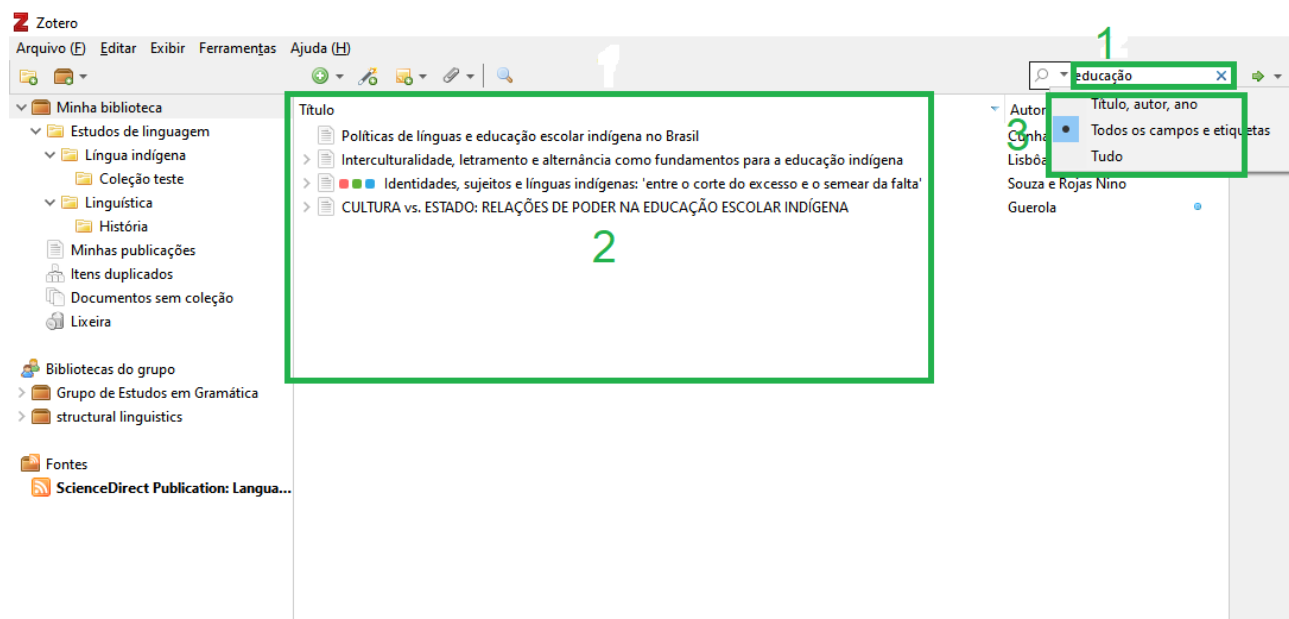 Zotero
Arquivo (F) Editar Exibir Ferramentas Ajuda (H)
1
1
educação
Minha biblioteca
Estudos de linguagem
Língua indígena
Coleção teste
Linguística
História
Minhas publicações
Itens duplicados
Documentos sem coleção
Lixeira
Bibliotecas do grupo
Grupo de Estudos em Gramática
structural linguistics
Fontes
ScienceDirect Publication: Langua...
Título
Políticas de línguas e educação escolar indígena no Brasil
Interculturalidade, letramento e alternância como fundamentos para a educação indígena
Identidades, sujeitos e línguas indígenas: 'entre o corte do excesso e o semear da falta'
CULTURA vs. ESTADO: RELAÇÕES DE PODER NA EDUCAÇÃO ESCOLAR INDÍGENA
2
Autor
Cunha
Lisbôa
Souza e Rojas Nino
Guerola
3
Título, autor, ano
Todos os campos e etiquetas
Tudo